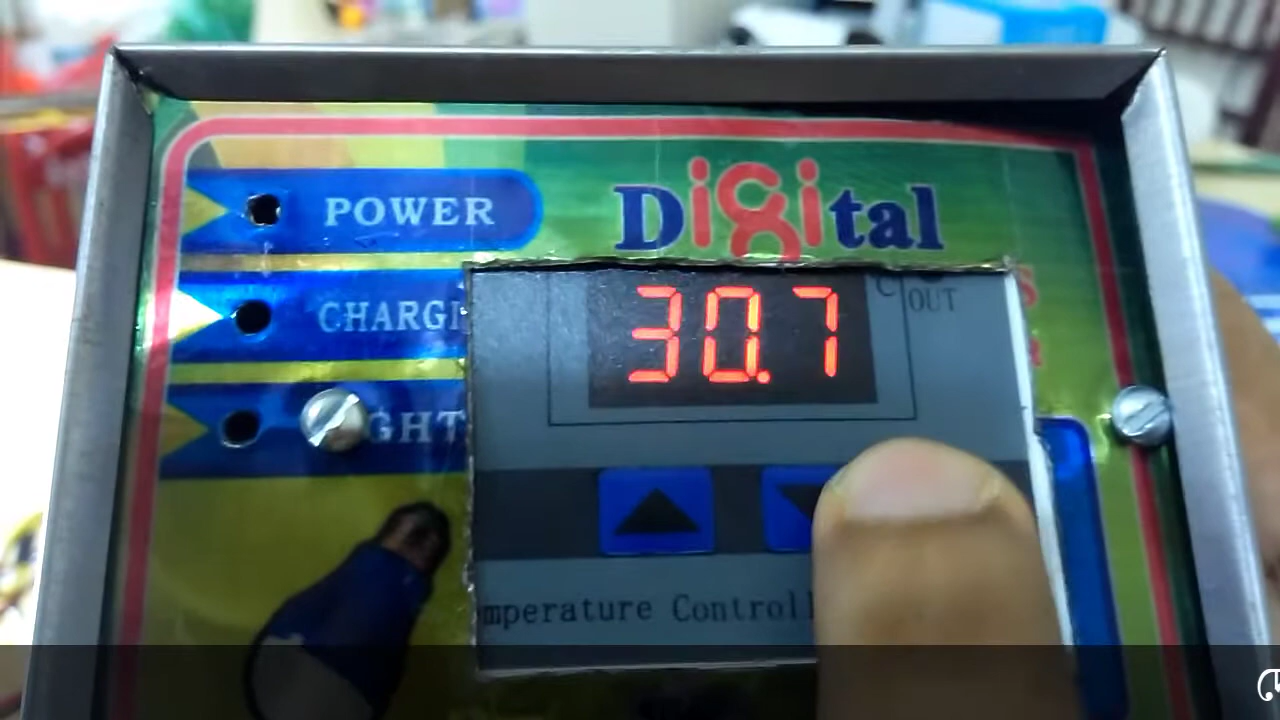 POWER
Digital
CHARGI
GHT
30.7
C
OUT
mperature Controll